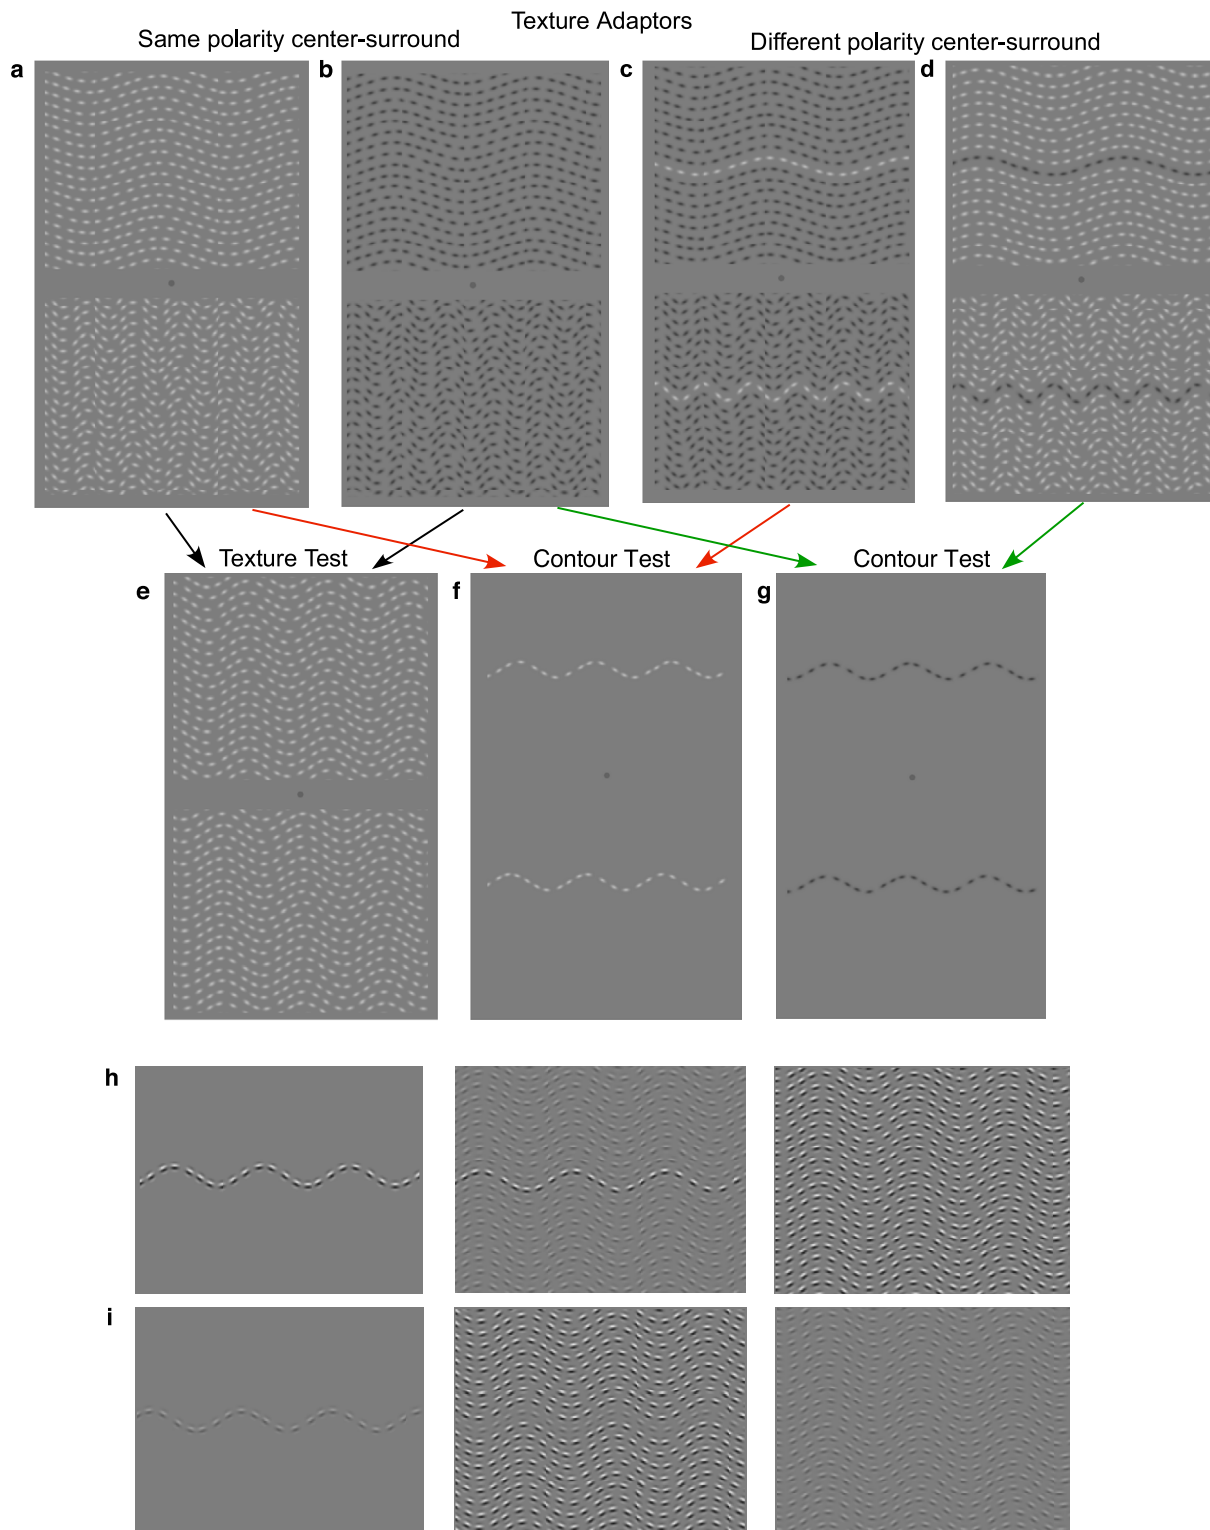 Texture Adaptors
Same polarity center-surround
Different polarity center-surround
a
b
c
d
Texture Test
Contour Test
Contour Test
e
f
g
h
i